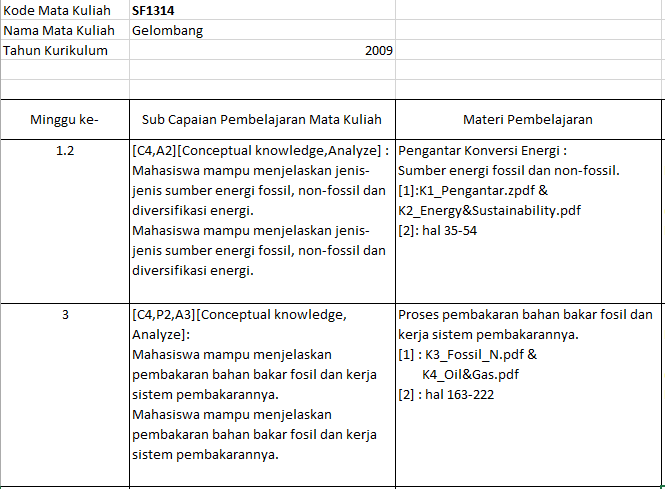 Kode Mata Kuliah SF1314
Nama Mata Kuliah Gelombang
Tahun Kurikulum 2009
Minggu ke- Sub Capaian Pembelajaran Mata Kuliah Materi Pembelajaran
1.2
[C4,A2][Conceptual knowledge,Analyze] :
Mahasiswa mampu menjelaskan jenis-
jenis sumber energi fossil, non-fossil dan
diversifikasi energi.
Mahasiswa mampu menjelaskan jenis-
jenis sumber energi fossil, non-fossil dan
diversifikasi energi.
Pengantar Konversi Energi :
Sumber energi fossil dan non-fossil.
[1]:K1_Pengantar.zpdf &
K2_Energy&Sustainability.pdf
[2]: hal 35-54
3
[C4,P2,A3][Conceptual knowledge,
Analyze]:
Mahasiswa mampu menjelaskan
pembakaran bahan bakar fosil dan kerja
sistem pembakarannya.
Mahasiswa mampu menjelaskan
pembakaran bahan bakar fosil dan kerja
sistem pembakarannya.
Proses pembakaran bahan bakar fosil dan
kerja sistem pembakarannya.
[1] : K3_Fossil_N.pdf &
K4_Oil&Gas.pdf
[2] : hal 163-222